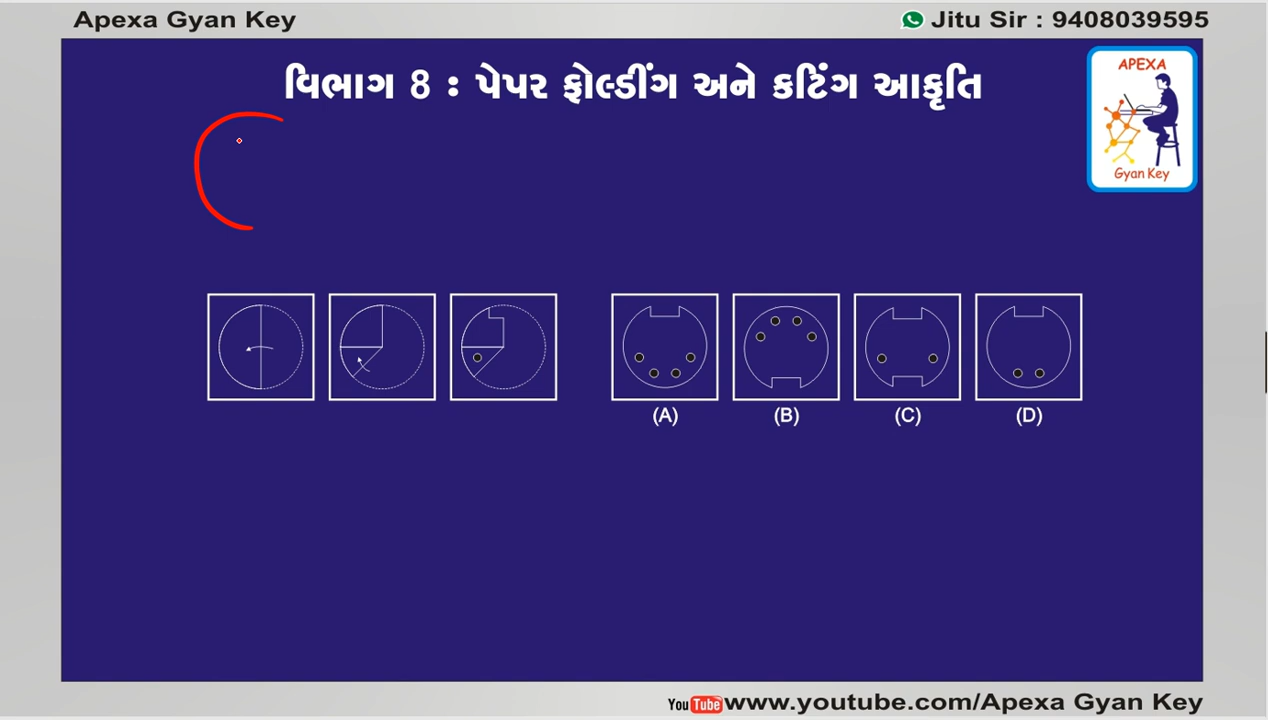 Apexa Gyan Key
Jitu Sir : 9408039595
વિભાગ 8 : પેપર ફોલ્ડીંગ અને કટિંગ આકૃતિ
APEXA
Gyan Key
(A) (B) (C) (D)
YouTube www.youtube.com/Apexa Gyan Key